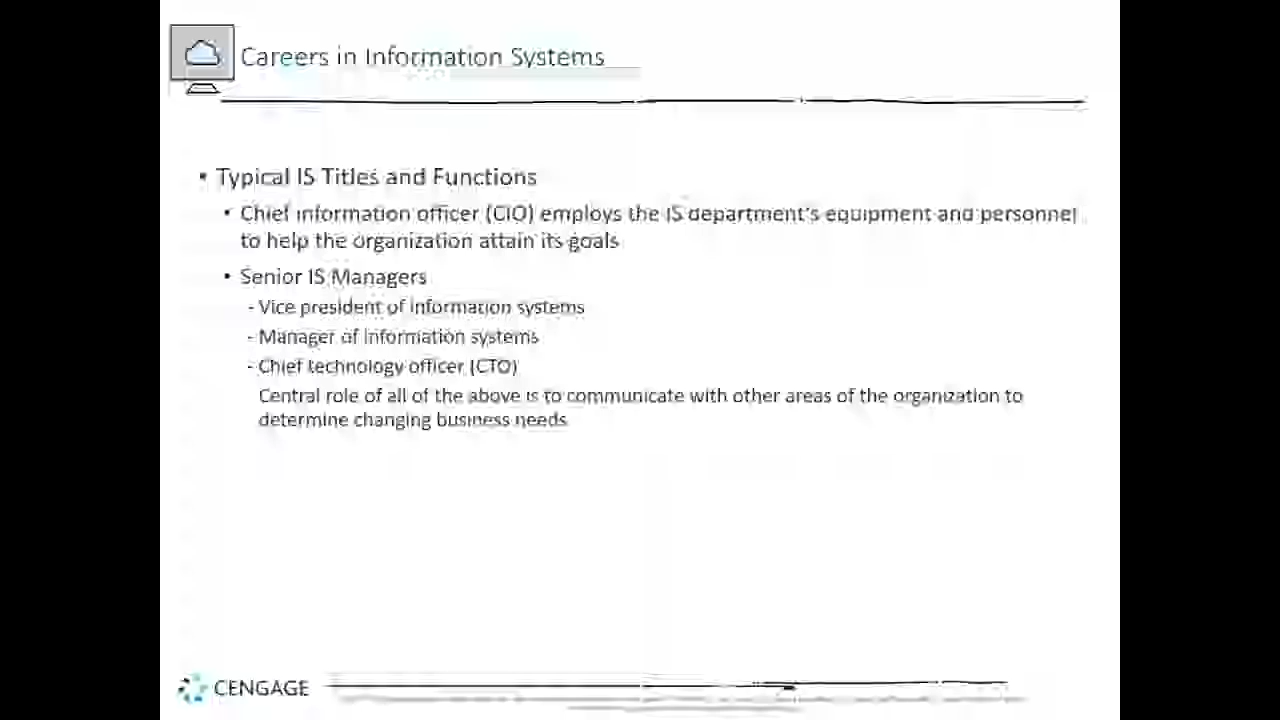 Careers in Information Systems
• Typical IS Titles and Functions
• Chief information officer (CIO) employs the IS department's equipment and personnel
to help the organization attain its goals
• Senior IS Managers
- Vice president of information systems
- Manager of information systems
- Chief technology officer (CTO)
Central role of all of the above is to communicate with other areas of the organization to
determine changing business needs
CENGAGE